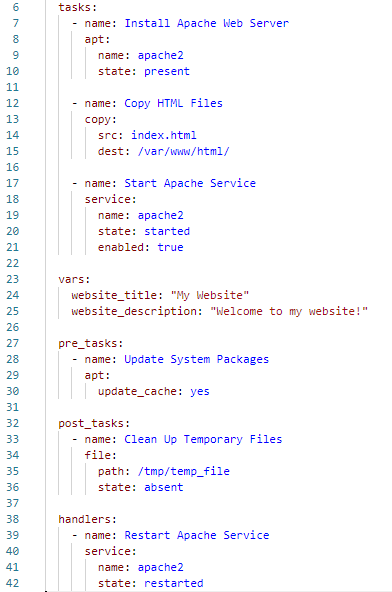 6 tasks:
7 - name: Install Apache Web Server
8 apt:
9 name: apache2
10 state: present
11
12 - name: Copy HTML Files
13 copy:
14 src: index.html
15 dest: /var/www/html/
16
17 - name: Start Apache Service
18 service:
19 name: apache2
20 state: started
21 enabled: true
22
23 vars:
24 website_title: "My Website"
25 website_description: "Welcome to my website!"
26
27 pre_tasks:
28 - name: Update System Packages
29 apt:
30 update_cache: yes
31
32 post_tasks:
33 - name: Clean Up Temporary Files
34 file:
35 path: /tmp/temp_file
36 state: absent
37
38 handlers:
39 - name: Restart Apache Service
40 service:
41 name: apache2
42 state: restarted